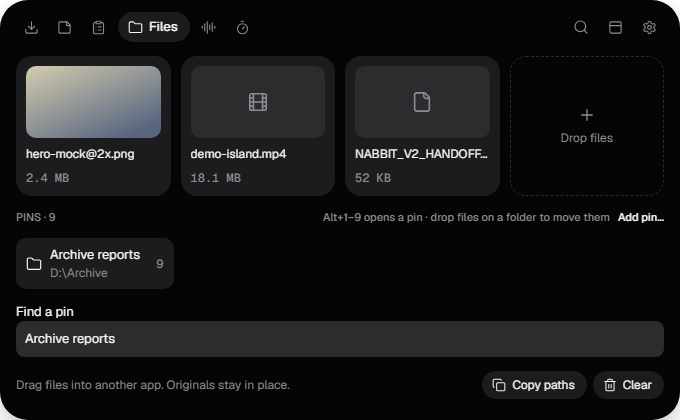 Files
hero-mock@2x.png
2.4 MB
demo-island.mp4
18.1 MB
NABBIT_V2_HANDOFF...
52 KB
Drop files
PINS · 9
Alt+1–9 opens a pin · drop files on a folder to move them
Add pin...
Archive reports
D:\Archive
9
Find a pin
Archive reports
Drag files into another app. Originals stay in place.
Copy paths
Clear